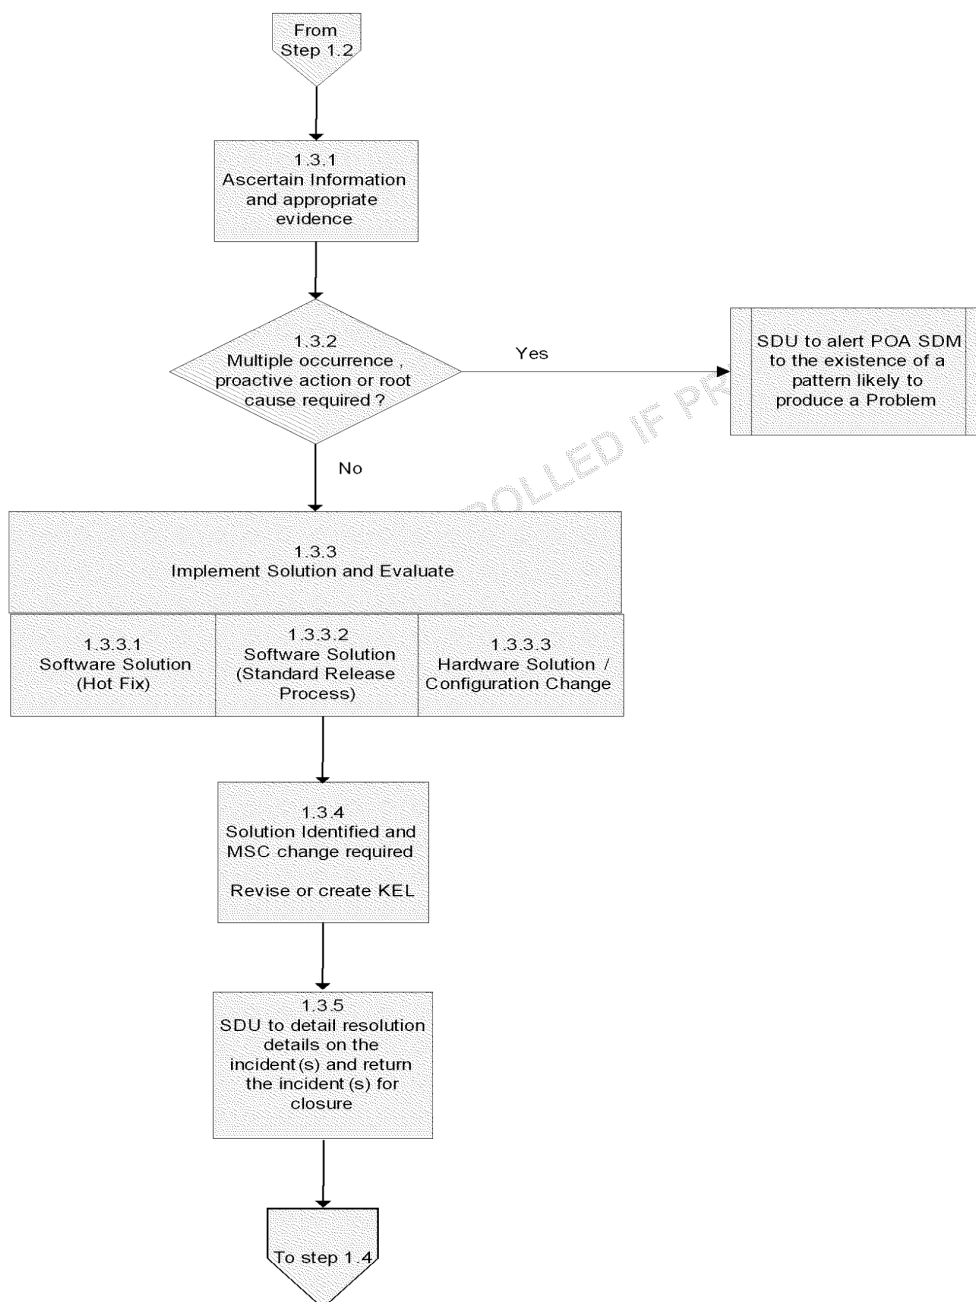 From
Step 1.2
1.3.1
Ascertain Information
and appropriate
evidence
1.3.2
Multiple occurrence ,
proactive action or root
cause required ?
Yes
SDU to alert POA SDM
to the existence of a
pattern likely to
produce a Problem
No
ROLLED IF PR
1.3.3
Implement Solution and Evaluate
1.3.3.1
Software Solution
(Hot Fix)
1.3.3.2
Software Solution
(Standard Release
Process)
1.3.3.3
Hardware Solution /
Configuration Change
1.3.4
Solution Identified and
MSC change required
Revise or create KEL
1.3.5
SDU to detail resolution
details on the
incident(s) and return
the incident (s) for
closure
To step 1.4